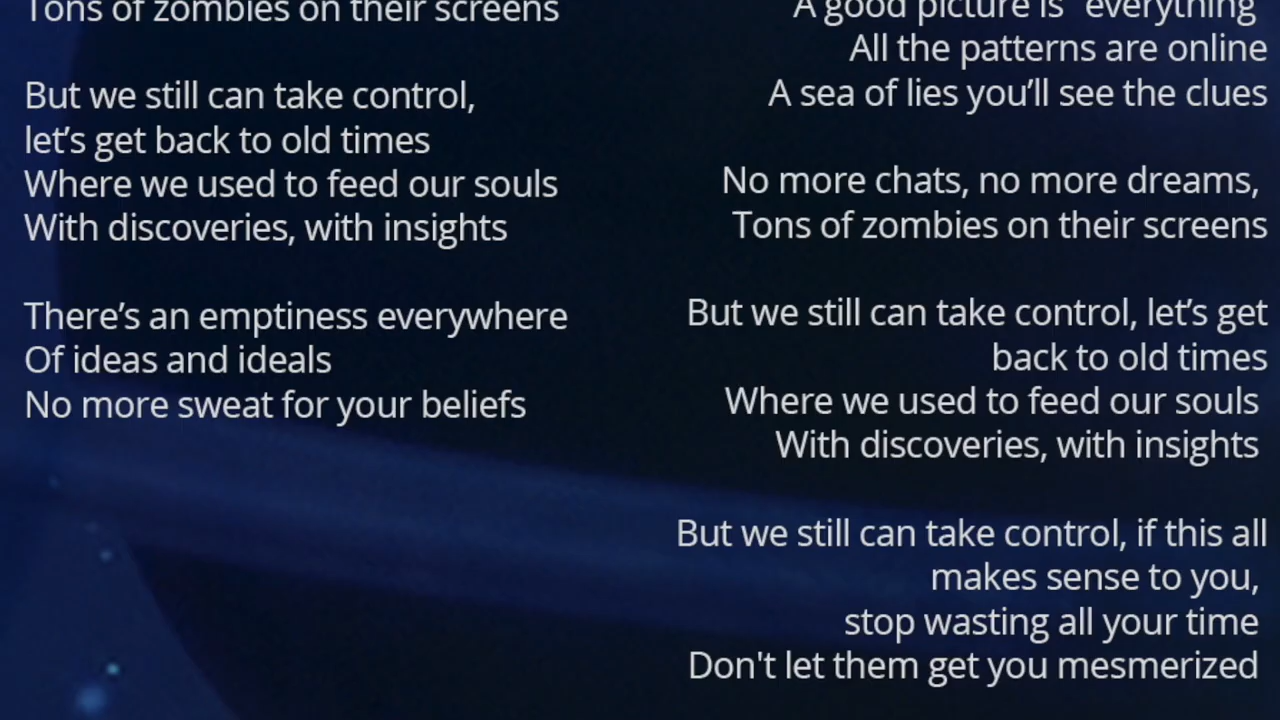 Tons of zombies on their screens
But we still can take control,
let’s get back to old times
Where we used to feed our souls
With discoveries, with insights
There’s an emptiness everywhere
Of ideas and ideals
No more sweat for your beliefs
A good picture is "everything"
All the patterns are online
A sea of lies you’ll see the clues
No more chats, no more dreams,
Tons of zombies on their screens
But we still can take control, let’s get
back to old times
Where we used to feed our souls
With discoveries, with insights
But we still can take control, if this all
makes sense to you,
stop wasting all your time
Don't let them get you mesmerized